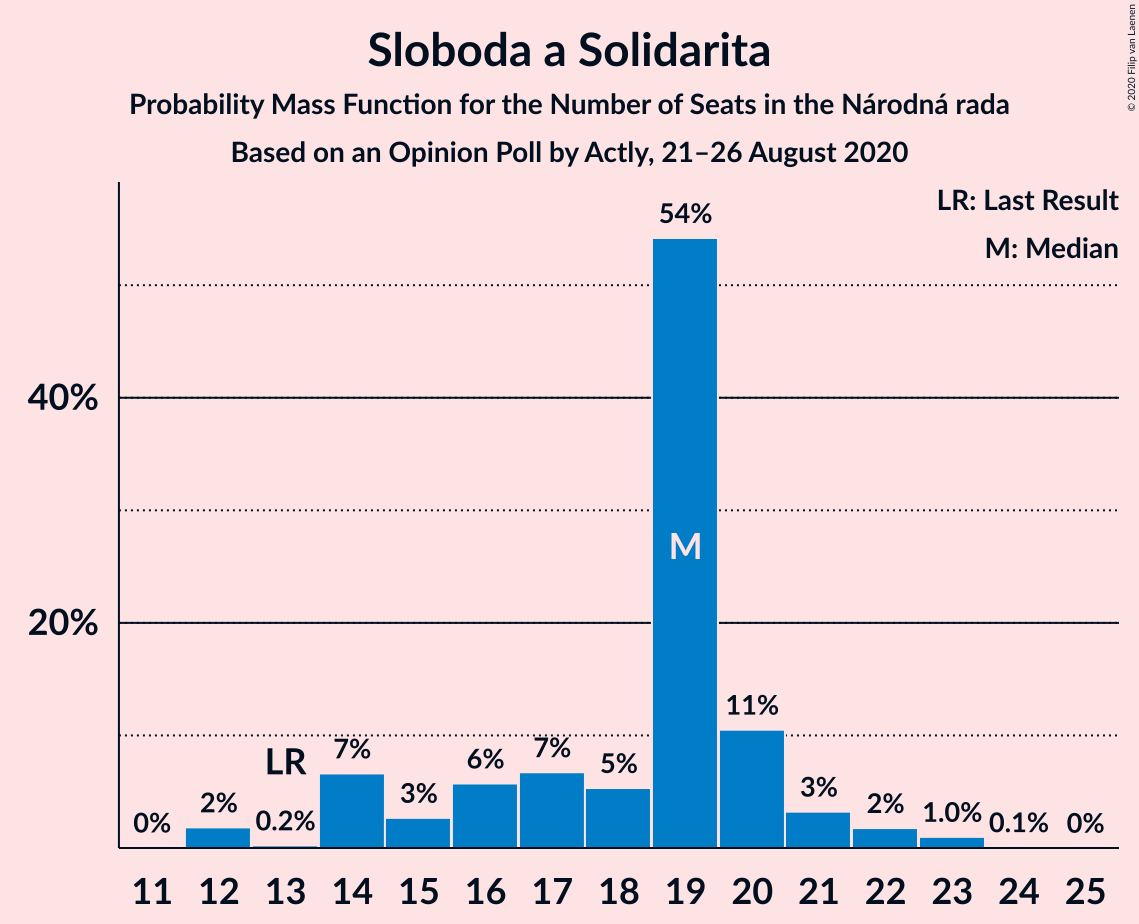 Sloboda a Solidarita
Probability Mass Function for the Number of Seats in the Národná rada
Based on an Opinion Poll by Actly, 21–26 August 2020
© 2020 Filip van Laenen
LR: Last Result
M: Median
40%
20%
0%
2%
0.2%
LR
7%
3%
6%
7%
5%
54%
M
11%
3%
2%
1.0%
0.1%
0%
11 12 13 14 15 16 17 18 19 20 21 22 23 24 25